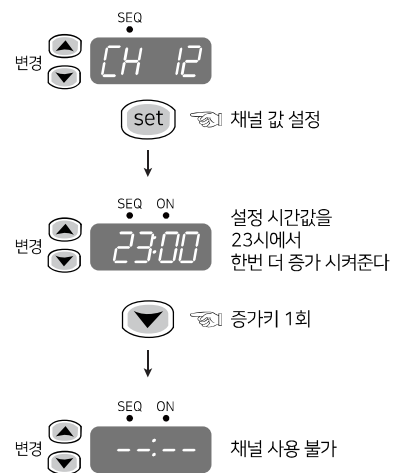 SEQ
변경 CH 12
set 채널 값 설정
SEQ ON
변경 23:00 설정 시간값을
23시에서
한번 더 증가 시켜준다
증가키 1회
SEQ ON
변경 --:-- 채널 사용 불가